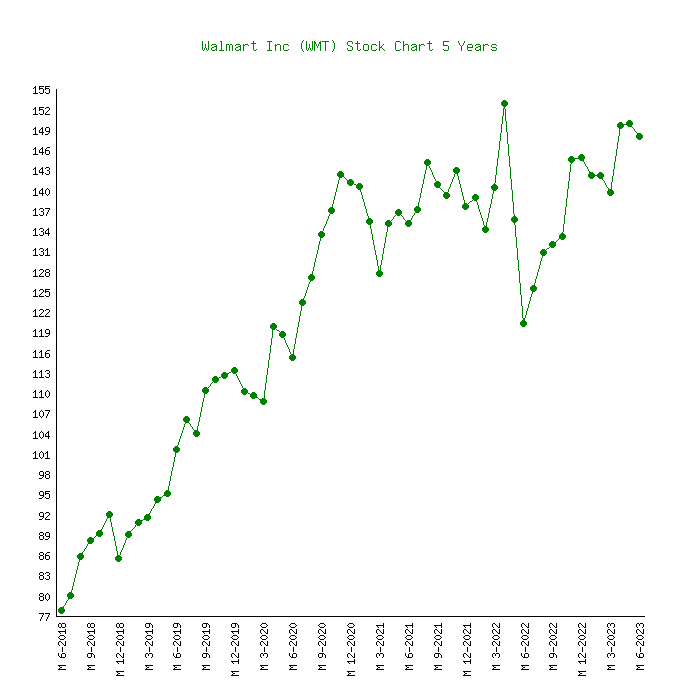 Walmart Inc (WMT) Stock Chart 5 Years
155
152
149
146
143
140
137
134
131
128
125
122
119
116
113
110
107
104
101
98
95
92
89
86
83
80
77
M 6-2018
M 9-2018
M 12-2018
M 3-2019
M 6-2019
M 9-2019
M 12-2019
M 3-2020
M 6-2020
M 9-2020
M 12-2020
M 3-2021
M 6-2021
M 9-2021
M 12-2021
M 3-2022
M 6-2022
M 9-2022
M 12-2022
M 3-2023
M 6-2023